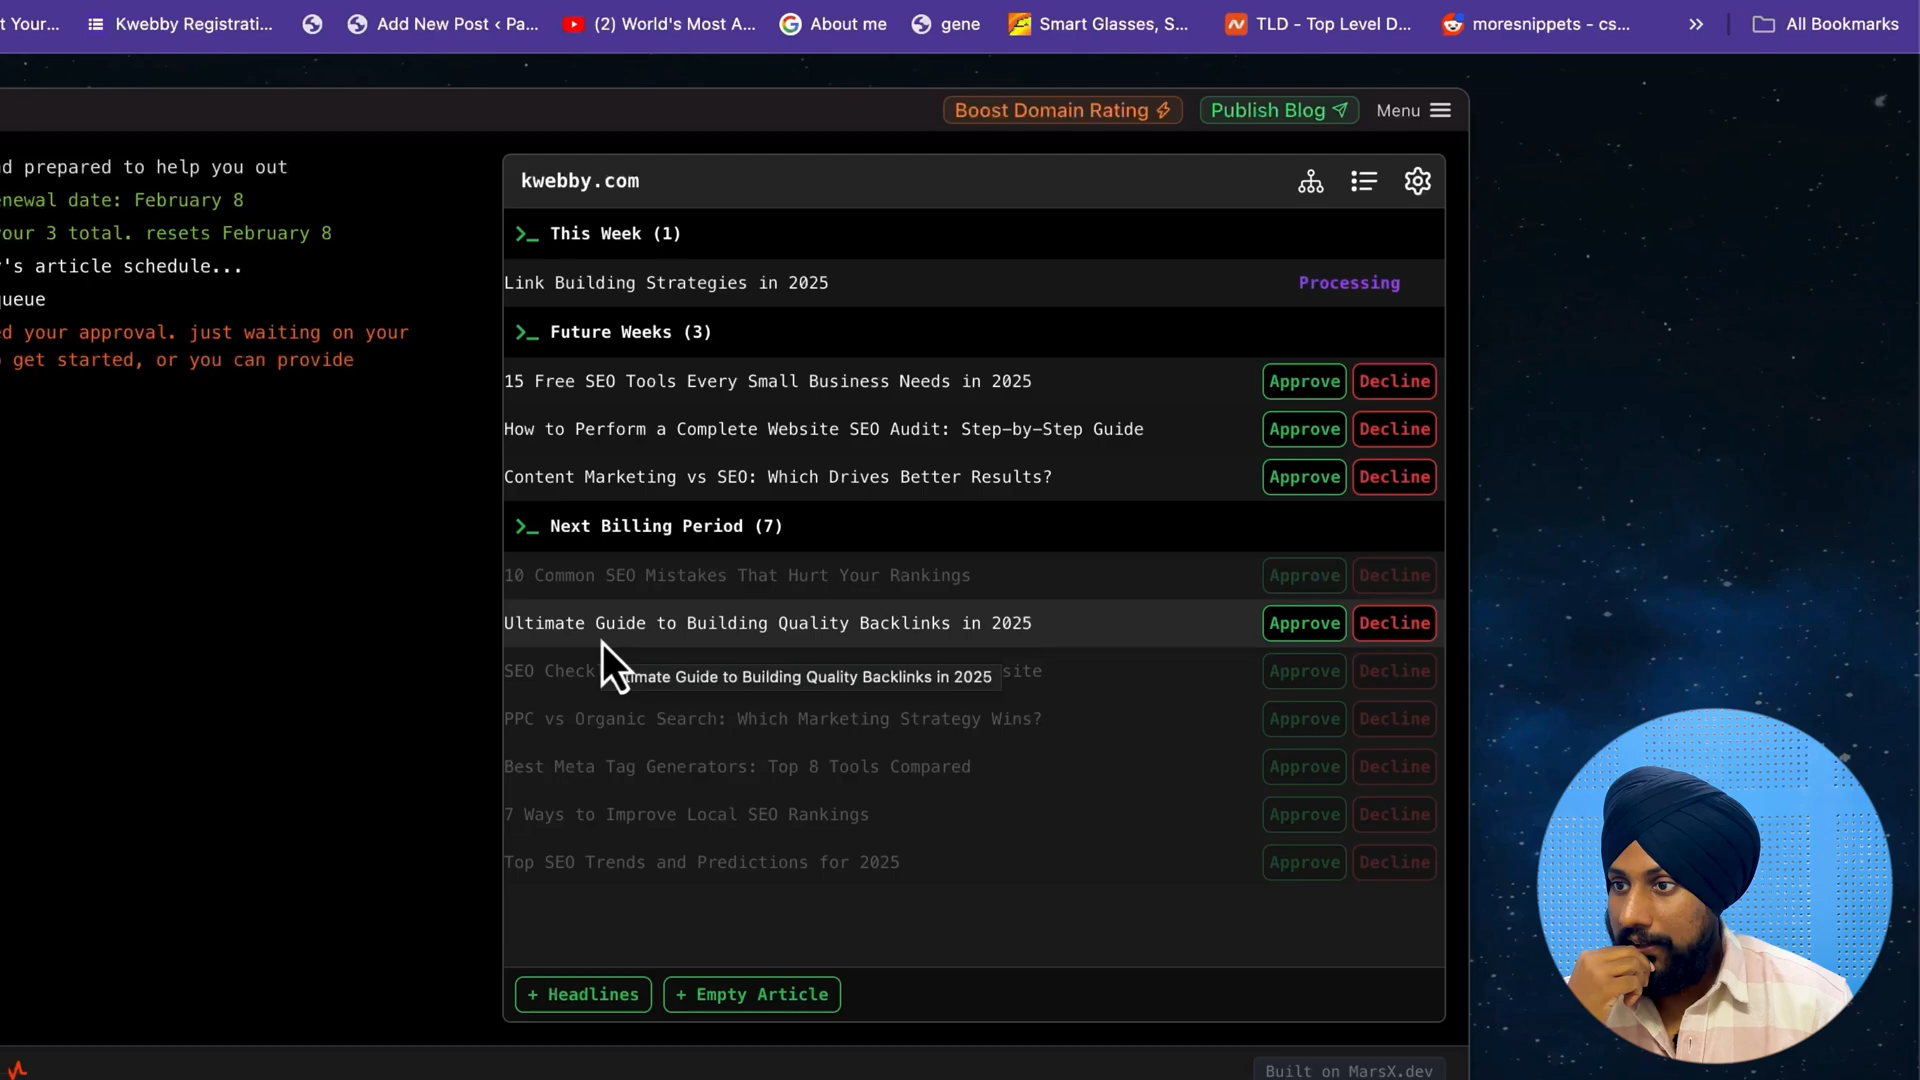 t Your...
Kwebby Registrati...
Add New Post ‹ Pa...
(2) World's Most A...
About me
gene
Smart Glasses, S...
TLD - Top Level D...
moresnippets - cs...
All Bookmarks
Boost Domain Rating
Publish Blog
Menu
d prepared to help you out
newal date: February 8
our 3 total. resets February 8
's article schedule...
queue
ed your approval. just waiting on your
o get started, or you can provide
kwebby.com
This Week (1)
Link Building Strategies in 2025 Processing
Future Weeks (3)
15 Free SEO Tools Every Small Business Needs in 2025 Approve Decline
How to Perform a Complete Website SEO Audit: Step-by-Step Guide Approve Decline
Content Marketing vs SEO: Which Drives Better Results? Approve Decline
Next Billing Period (7)
10 Common SEO Mistakes That Hurt Your Rankings Approve Decline
Ultimate Guide to Building Quality Backlinks in 2025 Approve Decline
SEO Check site Approve Decline
imate Guide to Building Quality Backlinks in 2025
PPC vs Organic Search: Which Marketing Strategy Wins? Approve Decline
Best Meta Tag Generators: Top 8 Tools Compared Approve Decline
7 Ways to Improve Local SEO Rankings Approve Decline
Top SEO Trends and Predictions for 2025 Approve Decline
+ Headlines
+ Empty Article
Built on MarsX.dev